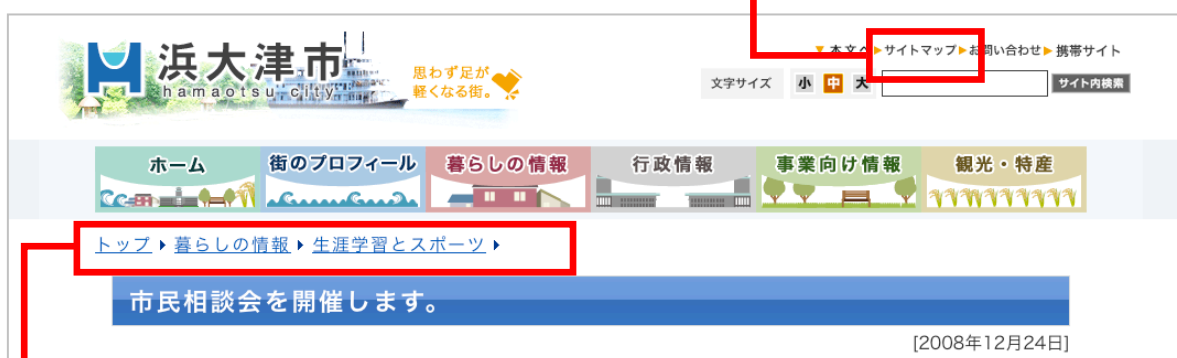 ▼ 本文へ ▶サイトマップ▶お問い合わせ▶携帯サイト
浜大津市
hamaotsu city
思わず足が
軽くなる街。
文字サイズ 小 中 大 サイト内検索
ホーム 街のプロフィール 暮らしの情報 行政情報 事業向け情報 観光・特産
トップ ▶ 暮らしの情報 ▶ 生涯学習とスポーツ ▶
市民相談会を開催します。
[2008年12月24日]